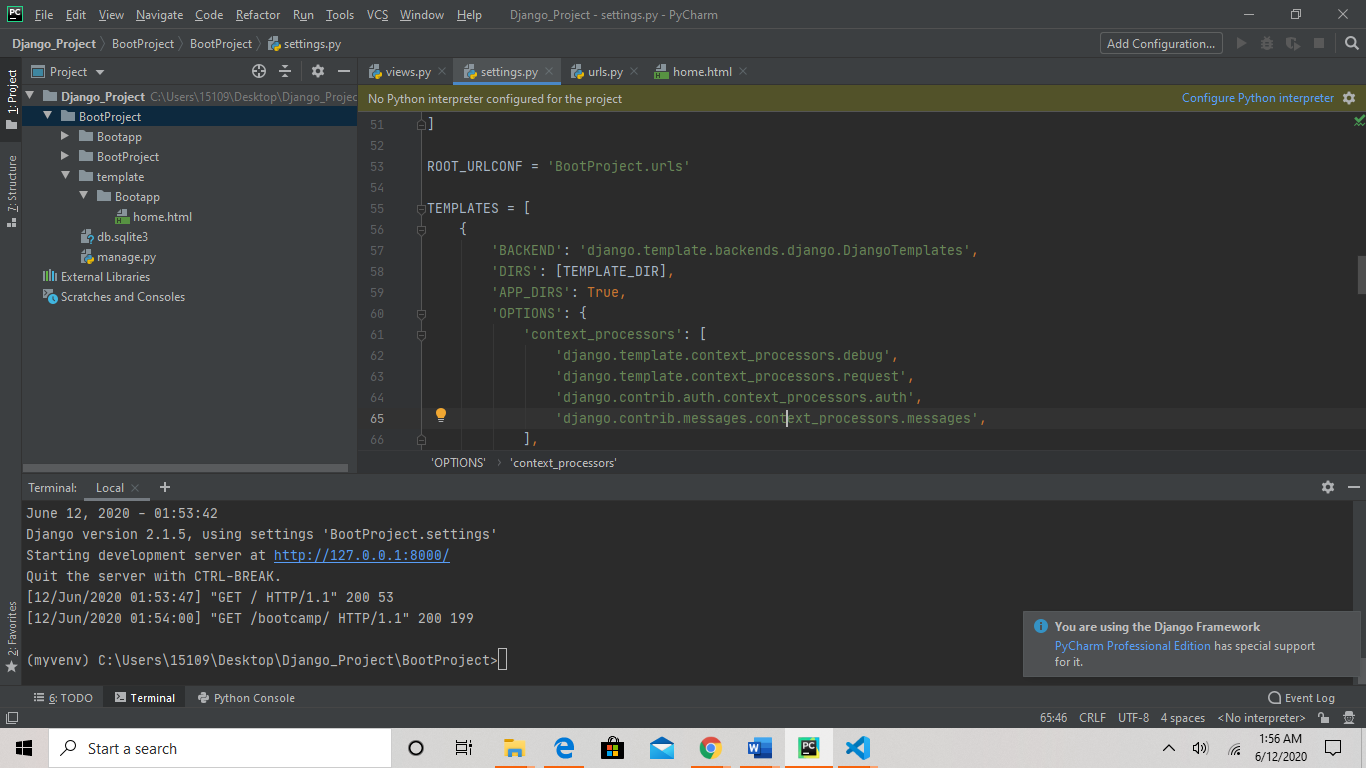 PC File Edit View Navigate Code Refactor Run Tools VCS Window Help Django_Project - settings.py - PyCharm
Django_Project BootProject BootProject settings.py Add Configuration...
1: Project
7: Structure
2: Favorites
Project
Django_Project C:\Users\15109\Desktop\Django_Projec
BootProject
Bootapp
BootProject
template
Bootapp
home.html
db.sqlite3
manage.py
External Libraries
Scratches and Consoles
views.py settings.py urls.py home.html
No Python interpreter configured for the project Configure Python interpreter
51 ]
52
53 ROOT_URLCONF = 'BootProject.urls'
54
55 TEMPLATES = [
56 {
57 'BACKEND': 'django.template.backends.django.DjangoTemplates',
58 'DIRS': [TEMPLATE_DIR],
59 'APP_DIRS': True,
60 'OPTIONS': {
61 'context_processors': [
62 'django.template.context_processors.debug',
63 'django.template.context_processors.request',
64 'django.contrib.auth.context_processors.auth',
65 'django.contrib.messages.context_processors.messages',
66 ],
'OPTIONS' 'context_processors'
Terminal: Local +
June 12, 2020 - 01:53:42
Django version 2.1.5, using settings 'BootProject.settings'
Starting development server at http://127.0.0.1:8000/
Quit the server with CTRL-BREAK.
[12/Jun/2020 01:53:47] "GET / HTTP/1.1" 200 53
[12/Jun/2020 01:54:00] "GET /bootcamp/ HTTP/1.1" 200 199
(myvenv) C:\Users\15109\Desktop\Django_Project\BootProject>
You are using the Django Framework
PyCharm Professional Edition has special support
for it.
6: TODO Terminal Python Console Event Log
65:46 CRLF UTF-8 4 spaces <No interpreter>
Start a search
1:56 AM
6/12/2020